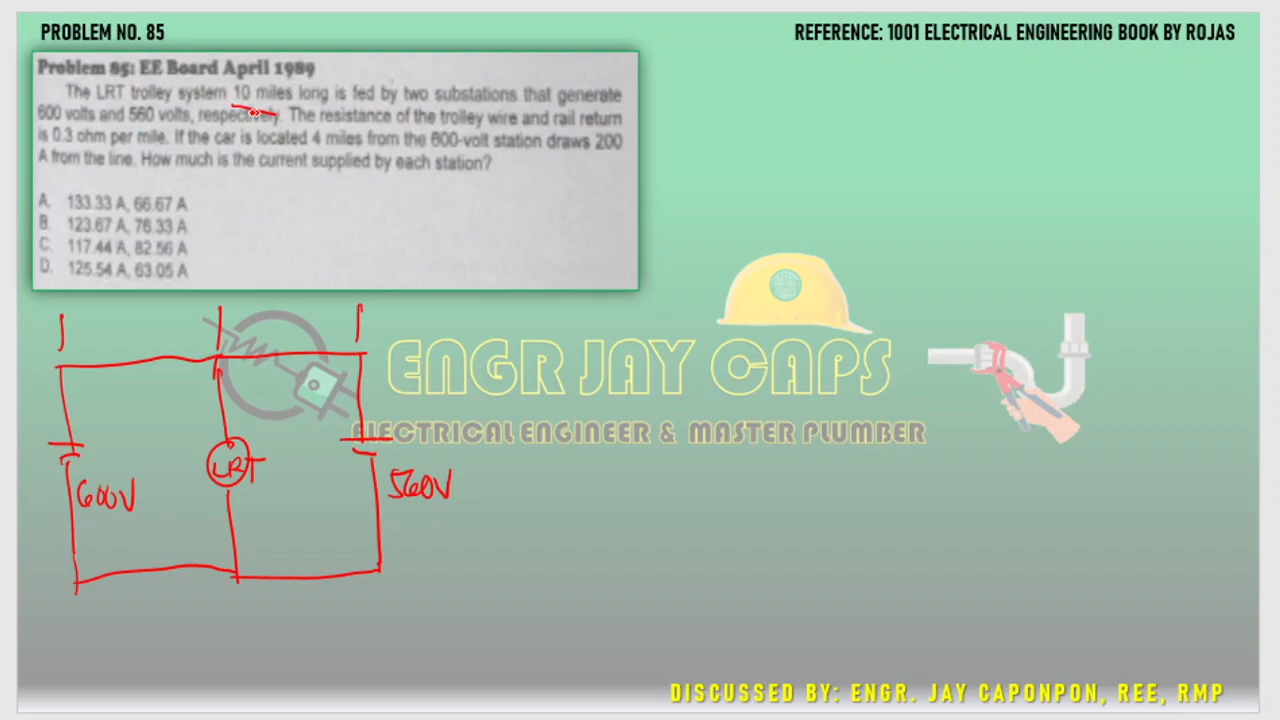 PROBLEM NO. 85
REFERENCE: 1001 ELECTRICAL ENGINEERING BOOK BY ROJAS
Problem 85: EE Board April 1989
The LRT trolley system 10 miles long is fed by two substations that generate
600 volts and 560 volts, respectively. The resistance of the trolley wire and rail return
is 0.3 ohm per mile. If the car is located 4 miles from the 600-volt station draws 200
A from the line. How much is the current supplied by each station?
A. 133.33 A, 66.67 A
B. 123.67 A, 76.33 A
C. 117.44 A, 82.56 A
D. 125.54 A, 63.05 A
ENGR JAY CAPS
ELECTRICAL ENGINEER & MASTER PLUMBER
LRT
600V
560V
DISCUSSED BY: ENGR. JAY CAPONPON, REE, RMP